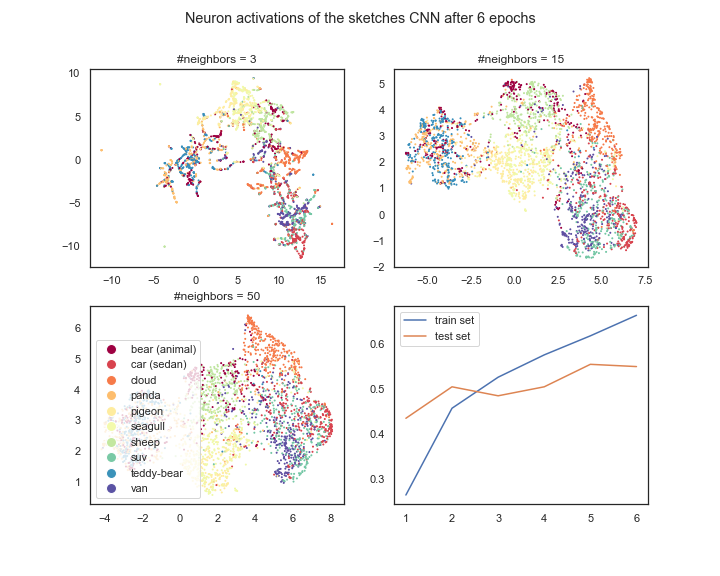 Neuron activations of the sketches CNN after 6 epochs
#neighbors = 3
10
5
0
−5
−10
−10 −5 0 5 10 15
#neighbors = 15
5
4
3
2
1
0
−1
−2
−5.0 −2.5 0.0 2.5 5.0 7.5
#neighbors = 50
6
5
4
3
2
1
bear (animal)
car (sedan)
cloud
panda
pigeon
seagull
sheep
suv
teddy-bear
van
−4 −2 0 2 4 6 8
train set
test set
0.6
0.5
0.4
0.3
1 2 3 4 5 6